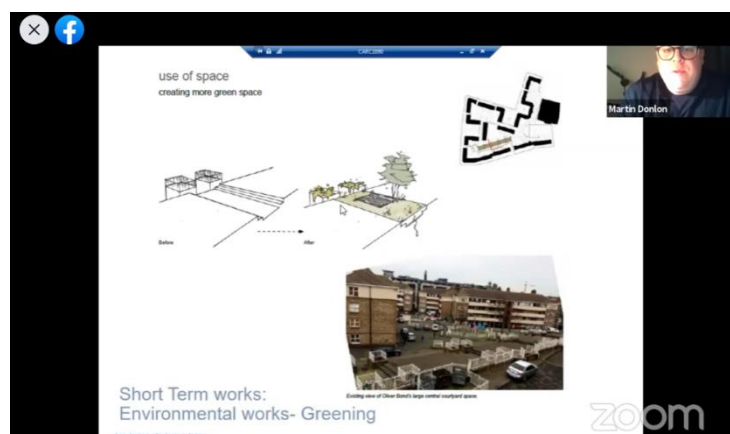 CARC2090
use of space
creating more green space
Martin Donlon
Before
After
Existing view of Oliver Bond's large central courtyard space.
Short Term works:
Environmental works- Greening
zoom